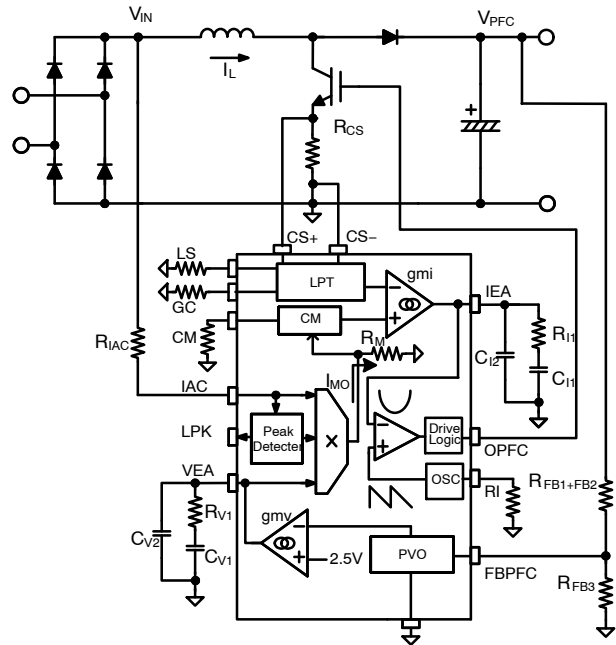 VIN
VPFC
IL
RCS
CS+
CS−
LS
LPT
gmi
IEA
GC
CM
CM
RM
RI1
RIAC
CI2
CI1
IMO
IAC
LPK
Peak
Detecter
X
Drive
Logic
OPFC
VEA
OSC
RI
RFB1+FB2
RV1
gmv
CV2
CV1
2.5V
PVO
FBPFC
RFB3